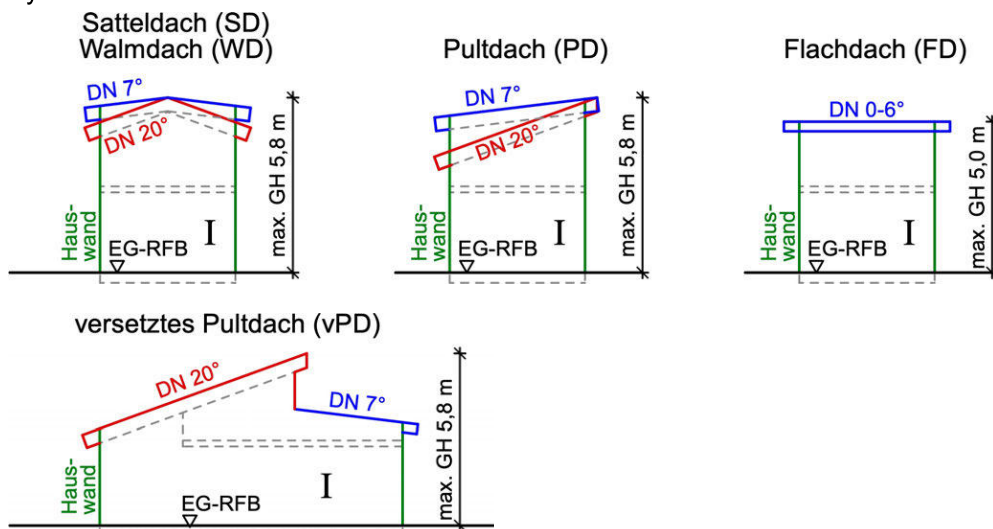 Satteldach (SD)
Walmdach (WD)
DN 7°
DN 20°
max. GH 5,8 m
Haus-
wand
EG-RFB
I
Pultdach (PD)
DN 7°
DN 20°
max. GH 5,8 m
Haus-
wand
EG-RFB
I
Flachdach (FD)
DN 0-6°
max. GH 5,0 m
Haus-
wand
EG-RFB
I
versetztes Pultdach (vPD)
DN 20°
DN 7°
max. GH 5,8 m
Haus-
wand
EG-RFB
I